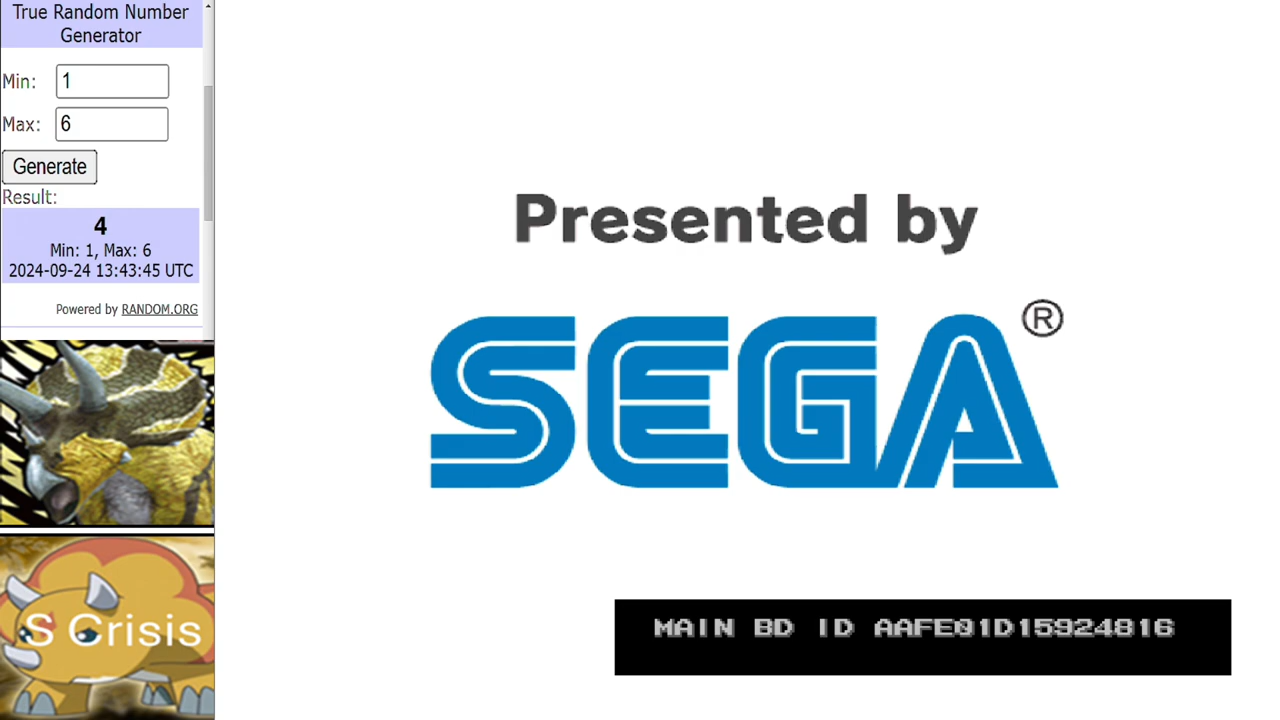 True Random Number
Generator
Min: 1
Max: 6
Generate
Result:
4
Min: 1, Max: 6
2024-09-24 13:43:45 UTC
Powered by RANDOM.ORG
Presented by
SEGA®
MAIN BD ID AAFE01D15924816
S Crisis